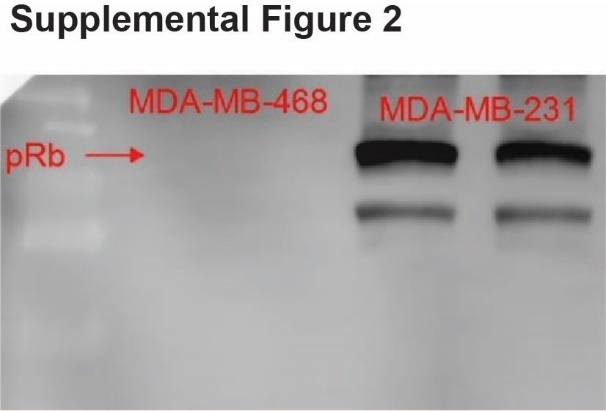 Supplemental Figure 2
MDA-MB-468
MDA-MB-231
pRb